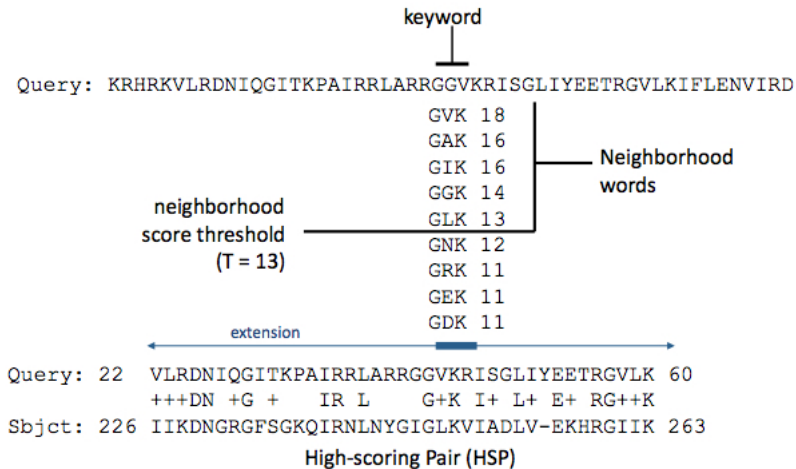 keyword
Query: KRHRKVLRDNIQGITKPAIRRLARRGGVKRISGLIYEETRGVLKIFLENVIRD
GVK 18
GAK 16
GIK 16
GGK 14
GLK 13
GNK 12
GRK 11
GEK 11
GDK 11
Neighborhood
words
neighborhood
score threshold
(T = 13)
extension
Query: 22 VLRDNIQGITKPAIRRLARRGGVKRISGLIYEETRGVLK 60
+++DN +G + IR L G+K I+ L+ E+ RG++K
Sbjct: 226 IIKDNGRGFSGKQIRNLNYGIGLKVIADLV-EKHRGIIK 263
High-scoring Pair (HSP)